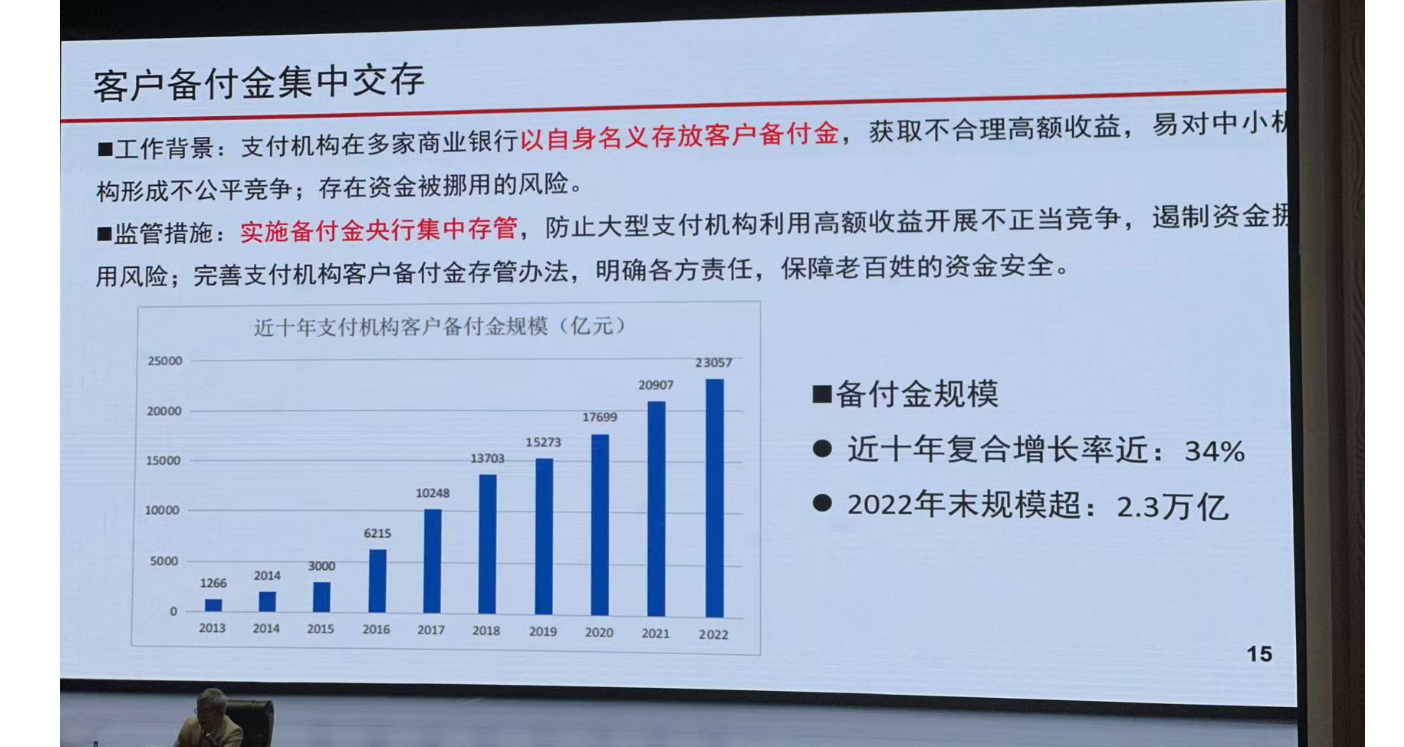 客户备付金集中交存
■工作背景：支付机构在多家商业银行以自身名义存放客户备付金，获取不合理高额收益，易对中小机
构形成不公平竞争；存在资金被挪用的风险。
■监管措施：实施备付金央行集中存管，防止大型支付机构利用高额收益开展不正当竞争，遏制资金挪
用风险；完善支付机构客户备付金存管办法，明确各方责任，保障老百姓的资金安全。
近十年支付机构客户备付金规模（亿元）
25000
20000
15000
10000
5000
0
1266 2014 3000 6215 10248 13703 15273 17699 20907 23057
2013 2014 2015 2016 2017 2018 2019 2020 2021 2022
■备付金规模
● 近十年复合增长率近：34%
● 2022年末规模超：2.3万亿
15